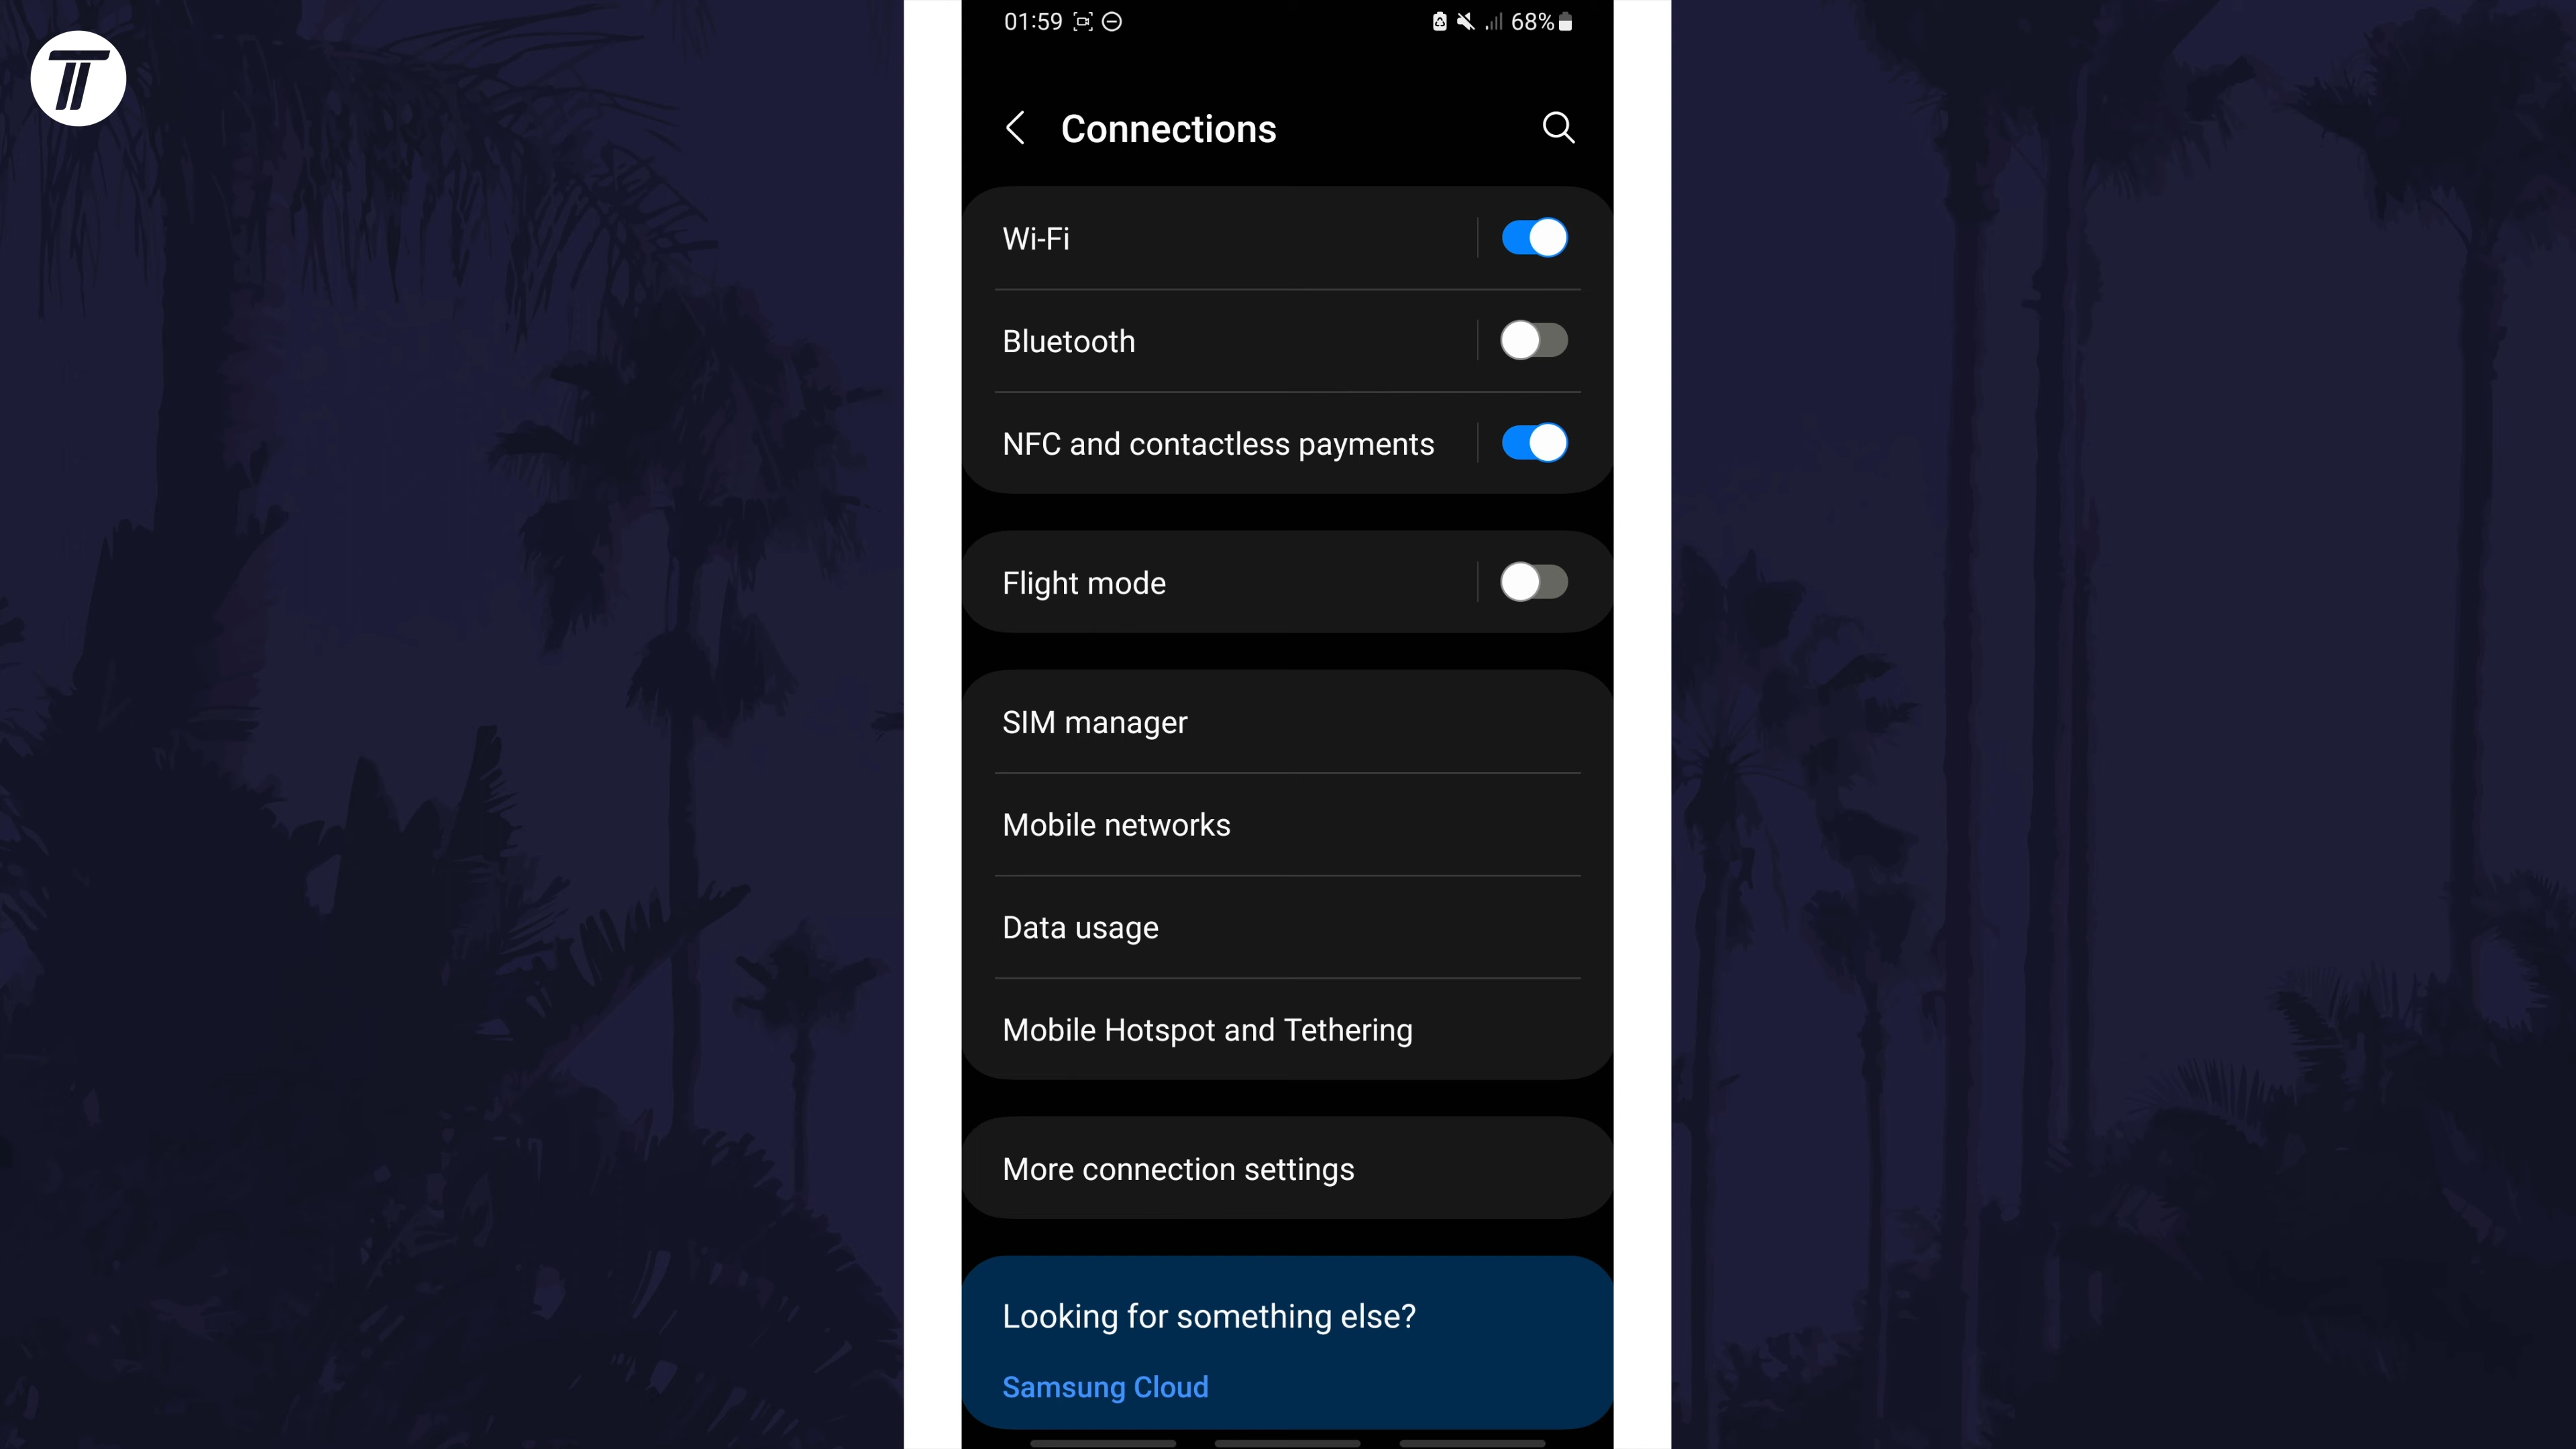 01:59 68%
Connections
Wi-Fi
Bluetooth
NFC and contactless payments
Flight mode
SIM manager
Mobile networks
Data usage
Mobile Hotspot and Tethering
More connection settings
Looking for something else?
Samsung Cloud